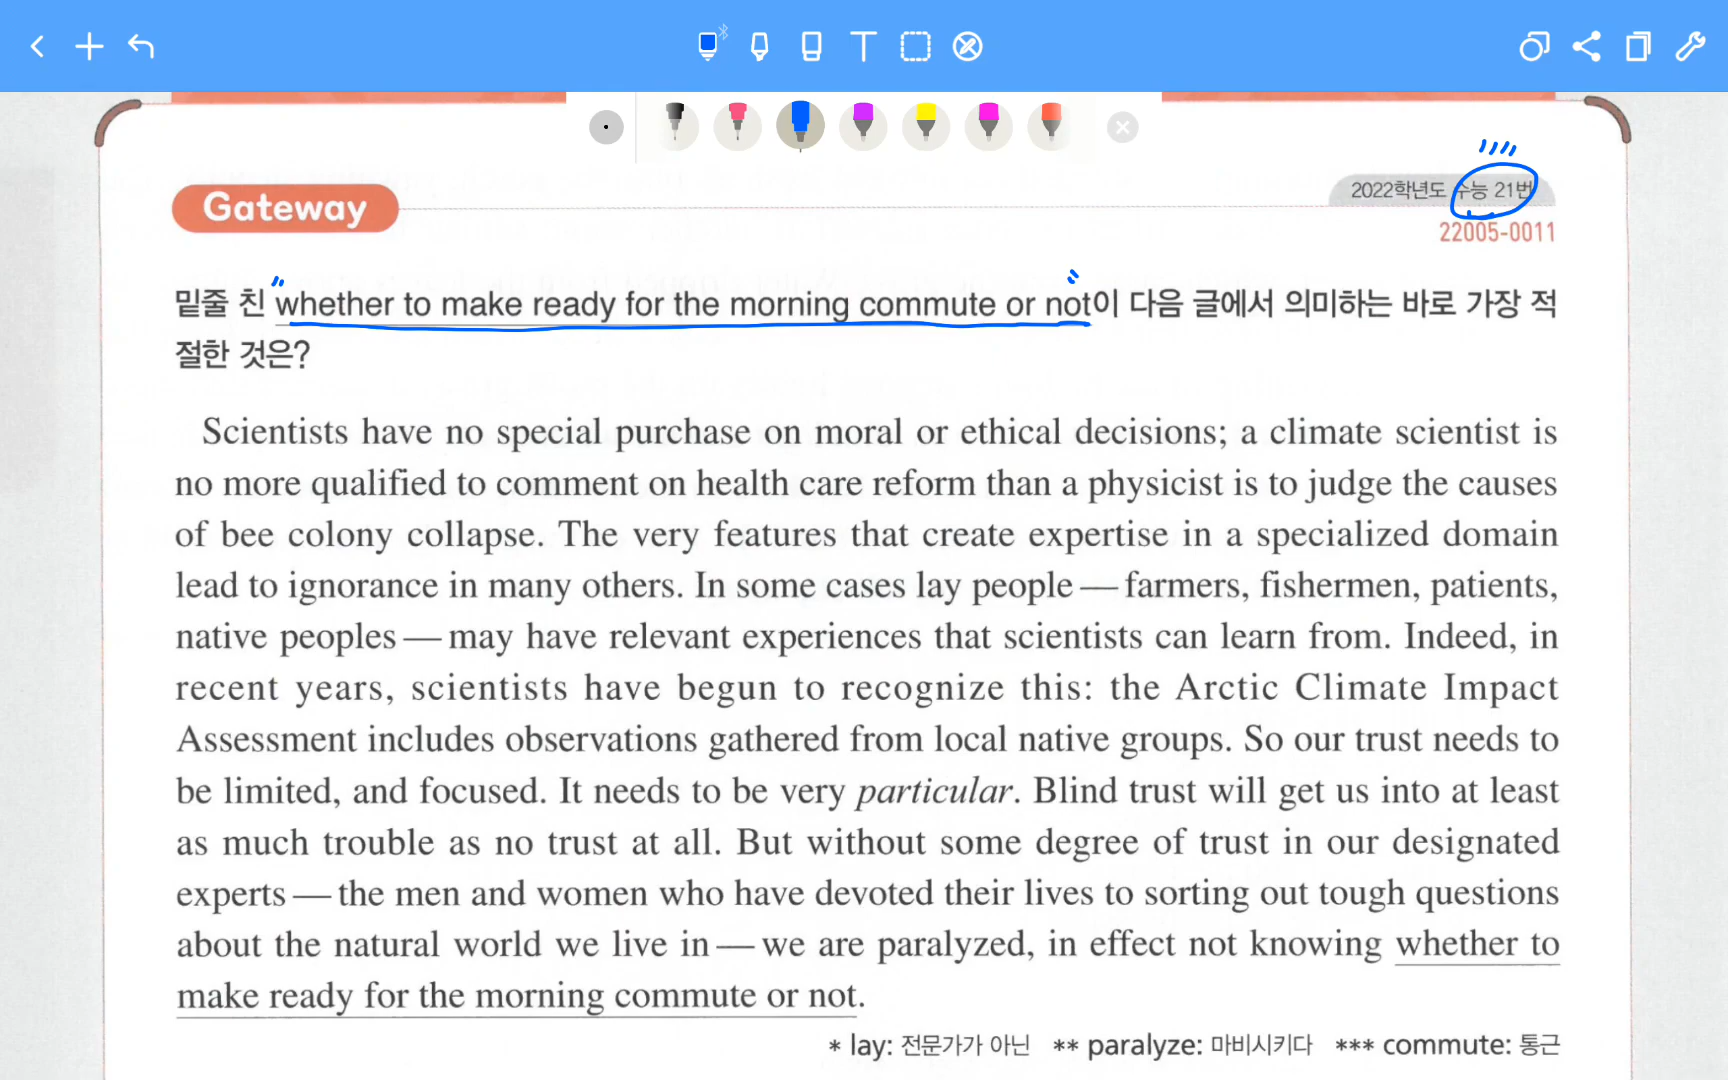 Gateway
2022학년도 수능 21번
22005-0011
밑줄 친 whether to make ready for the morning commute or not이 다음 글에서 의미하는 바로 가장 적
절한 것은?
Scientists have no special purchase on moral or ethical decisions; a climate scientist is
no more qualified to comment on health care reform than a physicist is to judge the causes
of bee colony collapse. The very features that create expertise in a specialized domain
lead to ignorance in many others. In some cases lay people — farmers, fishermen, patients,
native peoples — may have relevant experiences that scientists can learn from. Indeed, in
recent years, scientists have begun to recognize this: the Arctic Climate Impact
Assessment includes observations gathered from local native groups. So our trust needs to
be limited, and focused. It needs to be very particular. Blind trust will get us into at least
as much trouble as no trust at all. But without some degree of trust in our designated
experts — the men and women who have devoted their lives to sorting out tough questions
about the natural world we live in — we are paralyzed, in effect not knowing whether to
make ready for the morning commute or not.
* lay: 전문가가 아닌 ** paralyze: 마비시키다 *** commute: 통근